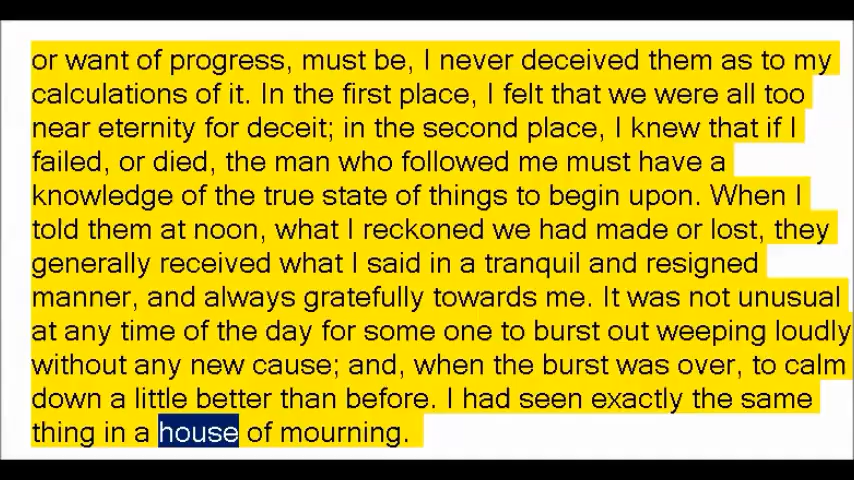 or want of progress, must be, I never deceived them as to my
calculations of it. In the first place, I felt that we were all too
near eternity for deceit; in the second place, I knew that if I
failed, or died, the man who followed me must have a
knowledge of the true state of things to begin upon. When I
told them at noon, what I reckoned we had made or lost, they
generally received what I said in a tranquil and resigned
manner, and always gratefully towards me. It was not unusual
at any time of the day for some one to burst out weeping loudly
without any new cause; and, when the burst was over, to calm
down a little better than before. I had seen exactly the same
thing in a house of mourning.